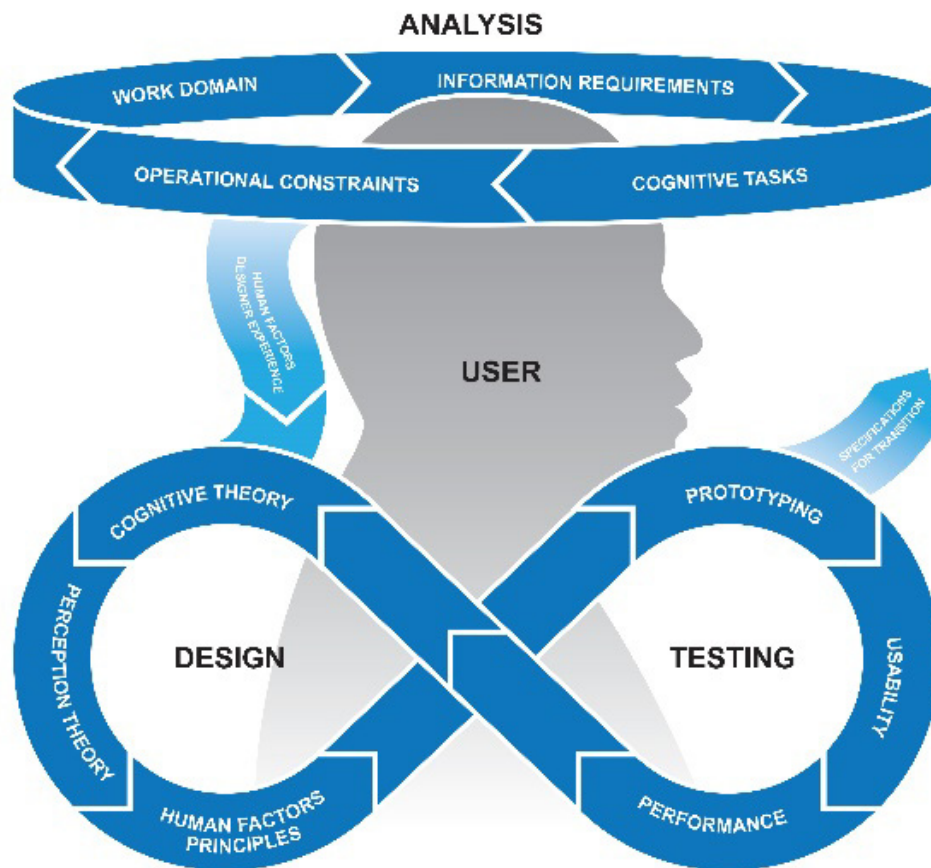 ANALYSIS
WORK DOMAIN
INFORMATION REQUIREMENTS
OPERATIONAL CONSTRAINTS
COGNITIVE TASKS
HUMAN FACTORS
DESIGNER EXPERIENCE
USER
SPECIFICATIONS
FOR TRANSITION
COGNITIVE THEORY
PROTOTYPING
PERCEPTION THEORY
DESIGN
TESTING
USABILITY
HUMAN FACTORS
PRINCIPLES
PERFORMANCE